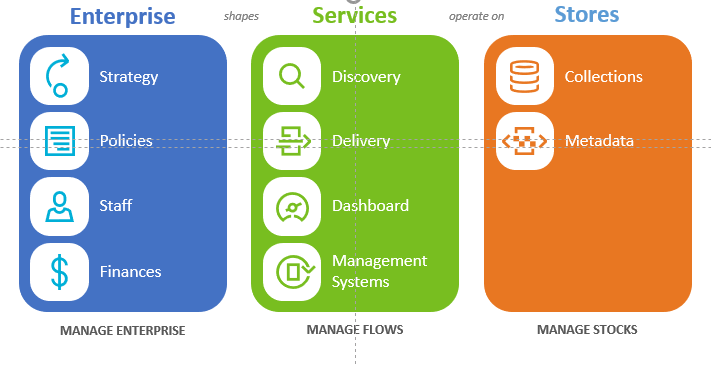 Enterprise
shapes
Services
operate on
Stores
Strategy
Policies
Staff
Finances
Discovery
Delivery
Dashboard
Management
Systems
Collections
Metadata
MANAGE ENTERPRISE
MANAGE FLOWS
MANAGE STOCKS